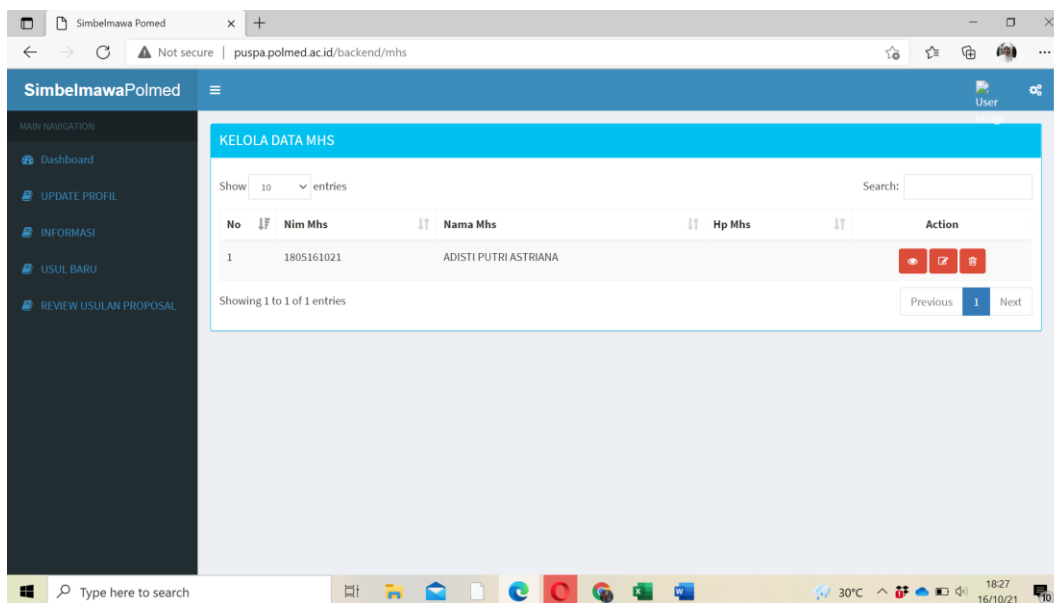 Simbelmawa Pomed
Not secure | puspa.polmed.ac.id/backend/mhs
SimbelmawaPolmed
User Image
MAIN NAVIGATION
Dashboard
UPDATE PROFIL
INFORMASI
USUL BARU
REVIEW USULAN PROPOSAL
KELOLA DATA MHS
Show 10 entries Search:
No Nim Mhs Nama Mhs Hp Mhs Action
1 1805161021 ADISTI PUTRI ASTRIANA
Showing 1 to 1 of 1 entries Previous 1 Next
Type here to search
30°C
18:27
16/10/21
10